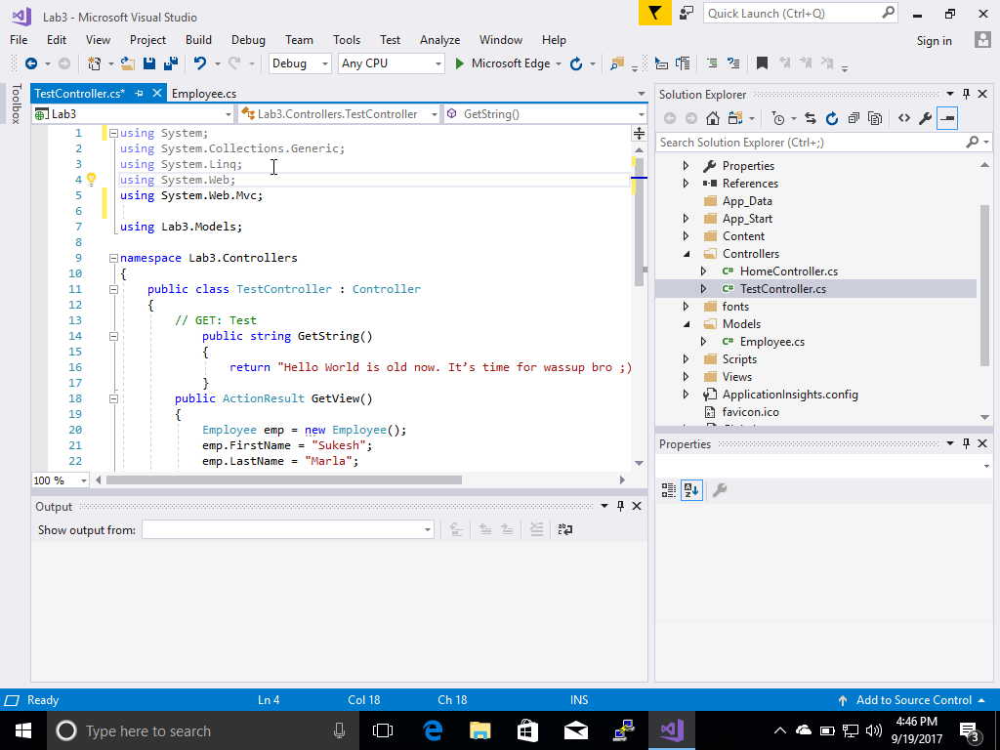 Lab3 - Microsoft Visual Studio
Quick Launch (Ctrl+Q)
File Edit View Project Build Debug Team Tools Test Analyze Window Help
Sign in
Debug Any CPU Microsoft Edge
Toolbox
TestController.cs* Employee.cs
Lab3 Lab3.Controllers.TestController GetString()
1 using System;
2 using System.Collections.Generic;
3 using System.Linq;
4 using System.Web;
5 using System.Web.Mvc;
6
7 using Lab3.Models;
8
9 namespace Lab3.Controllers
10 {
11 public class TestController : Controller
12 {
13 // GET: Test
14 public string GetString()
15 {
16 return "Hello World is old now. It’s time for wassup bro ;)
17 }
18 public ActionResult GetView()
19 {
20 Employee emp = new Employee();
21 emp.FirstName = "Sukesh";
22 emp.LastName = "Marla";
100 %
Output
Show output from:
Solution Explorer
Search Solution Explorer (Ctrl+;)
Properties
References
App_Data
App_Start
Content
Controllers
C# HomeController.cs
C# TestController.cs
fonts
Models
C# Employee.cs
Scripts
Views
ApplicationInsights.config
favicon.ico
Properties
Ready Ln 4 Col 18 Ch 18 INS Add to Source Control
Type here to search
4:46 PM
9/19/2017
3